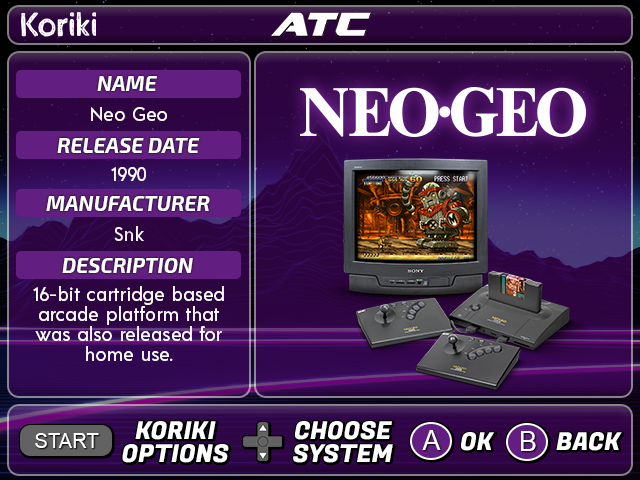 Koriki
ATC
NAME
Neo Geo
RELEASE DATE
1990
MANUFACTURER
Snk
DESCRIPTION
16-bit cartridge based
arcade platform that
was also released for
home use.
NEO·GEO
GO
PRESS START
SONY
START
KORIKI
OPTIONS
CHOOSE
SYSTEM
A
OK
B
BACK